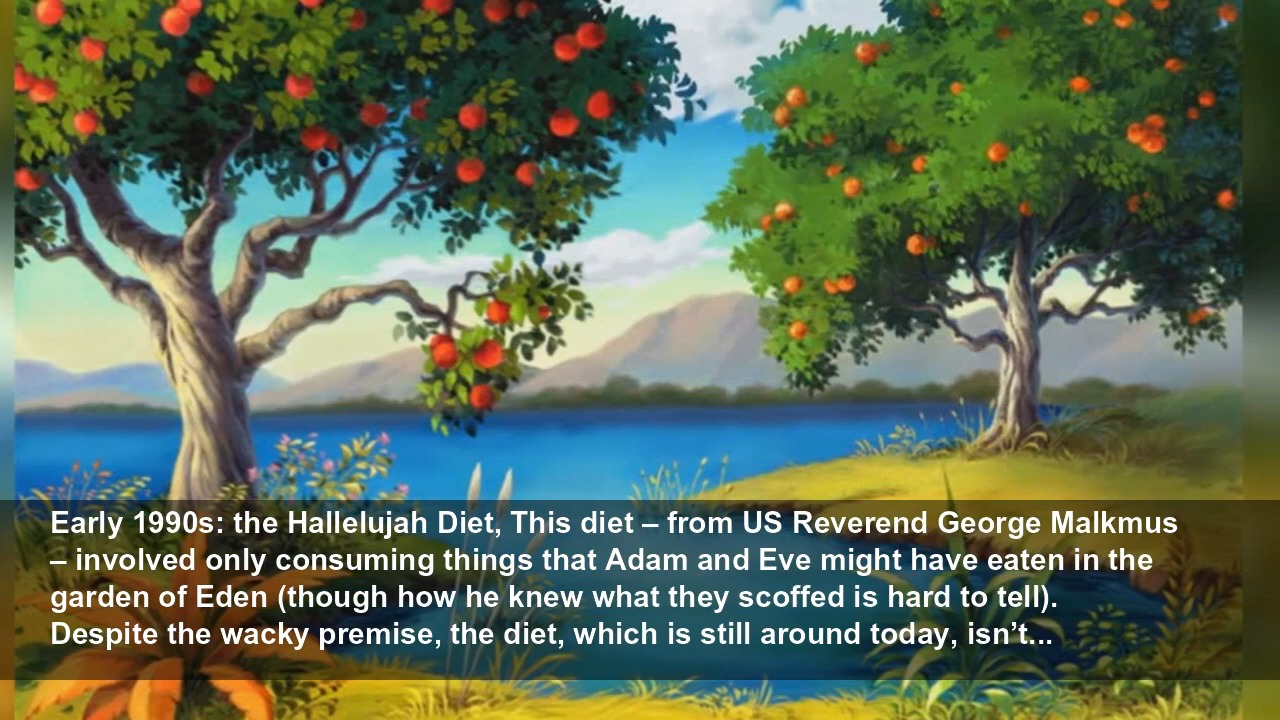 Early 1990s: the Hallelujah Diet, This diet – from US Reverend George Malkmus
– involved only consuming things that Adam and Eve might have eaten in the
garden of Eden (though how he knew what they scoffed is hard to tell).
Despite the wacky premise, the diet, which is still around today, isn’t...